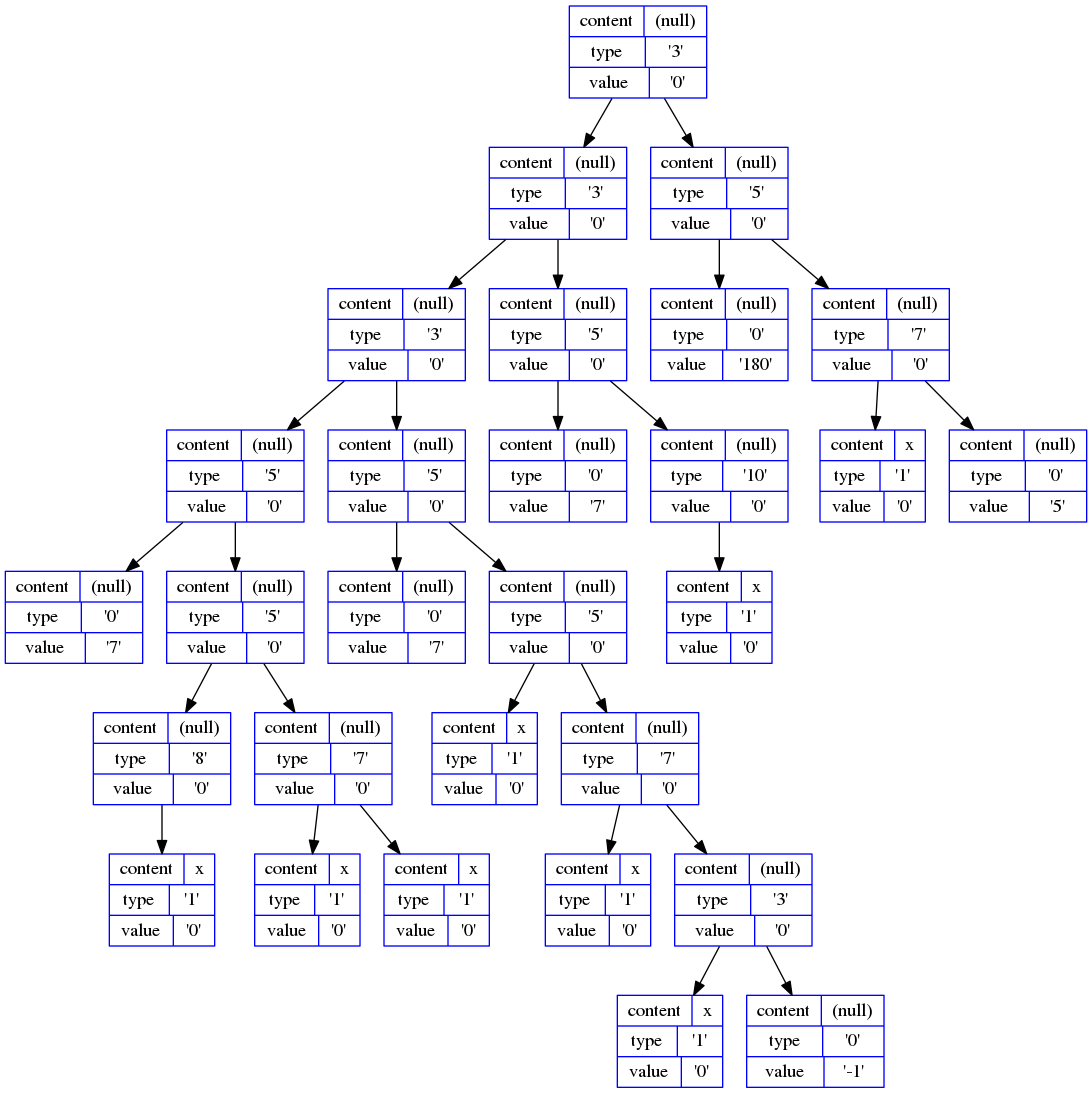 content (null)
type '3'
value '0'
content (null)
type '3'
value '0'
content (null)
type '5'
value '0'
content (null)
type '3'
value '0'
content (null)
type '5'
value '0'
content (null)
type '0'
value '180'
content (null)
type '7'
value '0'
content (null)
type '5'
value '0'
content (null)
type '5'
value '0'
content (null)
type '0'
value '7'
content (null)
type '10'
value '0'
content x
type '1'
value '0'
content (null)
type '0'
value '5'
content (null)
type '0'
value '7'
content (null)
type '5'
value '0'
content (null)
type '0'
value '7'
content (null)
type '5'
value '0'
content x
type '1'
value '0'
content (null)
type '8'
value '0'
content (null)
type '7'
value '0'
content x
type '1'
value '0'
content (null)
type '7'
value '0'
content x
type '1'
value '0'
content x
type '1'
value '0'
content x
type '1'
value '0'
content x
type '1'
value '0'
content (null)
type '3'
value '0'
content x
type '1'
value '0'
content (null)
type '0'
value '-1'